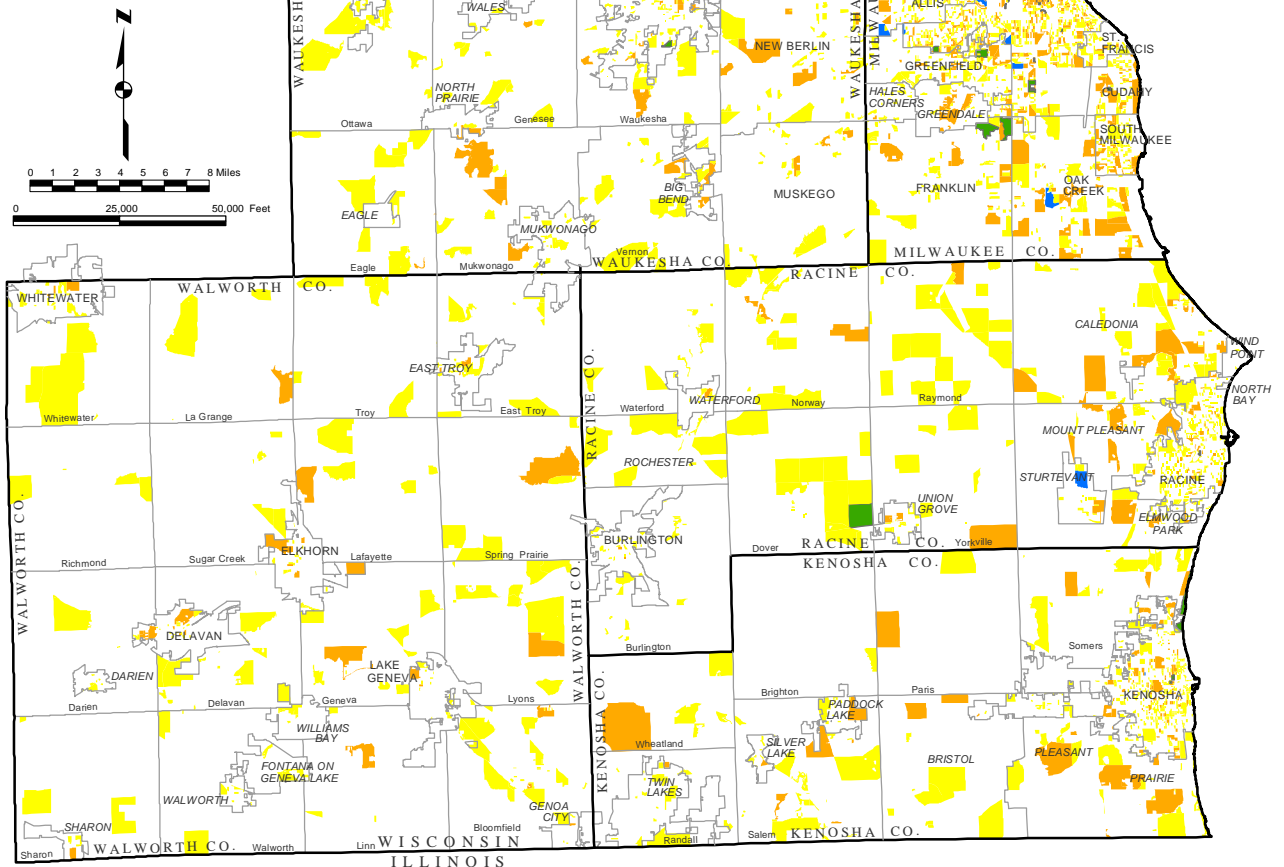 WALES
ALLIS
WAUKESH
WAUKESHA
MILWAU
Z
NEW BERLIN
ST.
FRANCIS
GREENFIELD
NORTH
PRAIRIE
HALES
CORNERS
CUDAHY
GREENDALE
Ottawa
Genesee
Waukesha
SOUTH
MILWAUKEE
0 1 2 3 4 5 6 7 8 Miles
0 25,000 50,000 Feet
EAGLE
BIG
BEND
MUSKEGO
FRANKLIN
OAK
CREEK
MUKWONAGO
Vernon
Eagle
Mukwonago
WAUKESHA CO.
MILWAUKEE CO.
RACINE CO.
WALWORTH CO.
WHITEWATER
CALEDONIA
WIND
POINT
EAST TROY
NORTH
BAY
RACINE CO.
WATERFORD
Whitewater
La Grange
Troy
East Troy
Waterford
Norway
Raymond
MOUNT PLEASANT
ROCHESTER
STURTEVANT
RACINE
UNION
GROVE
ELMWOOD
PARK
WALWORTH CO.
BURLINGTON
ELKHORN
Richmond
Sugar Creek
Lafayette
Spring Prairie
Dover
RACINE CO.
Yorkville
KENOSHA CO.
WALWORTH CO.
DELAVAN
Burlington
Somers
DARIEN
LAKE
GENEVA
Darien
Delavan
Geneva
Lyons
Brighton
Paris
KENOSHA
PADDOCK
LAKE
WILLIAMS
BAY
KENOSHA CO.
Wheatland
SILVER
LAKE
BRISTOL
PLEASANT
PRAIRIE
FONTANA ON
GENEVA LAKE
TWIN
LAKES
WALWORTH
GENOA
CITY
SHARON
Bloomfield
Sharon
WALWORTH CO.
Walworth
Linn
WISCONSIN
ILLINOIS
Randall
Salem
KENOSHA CO.